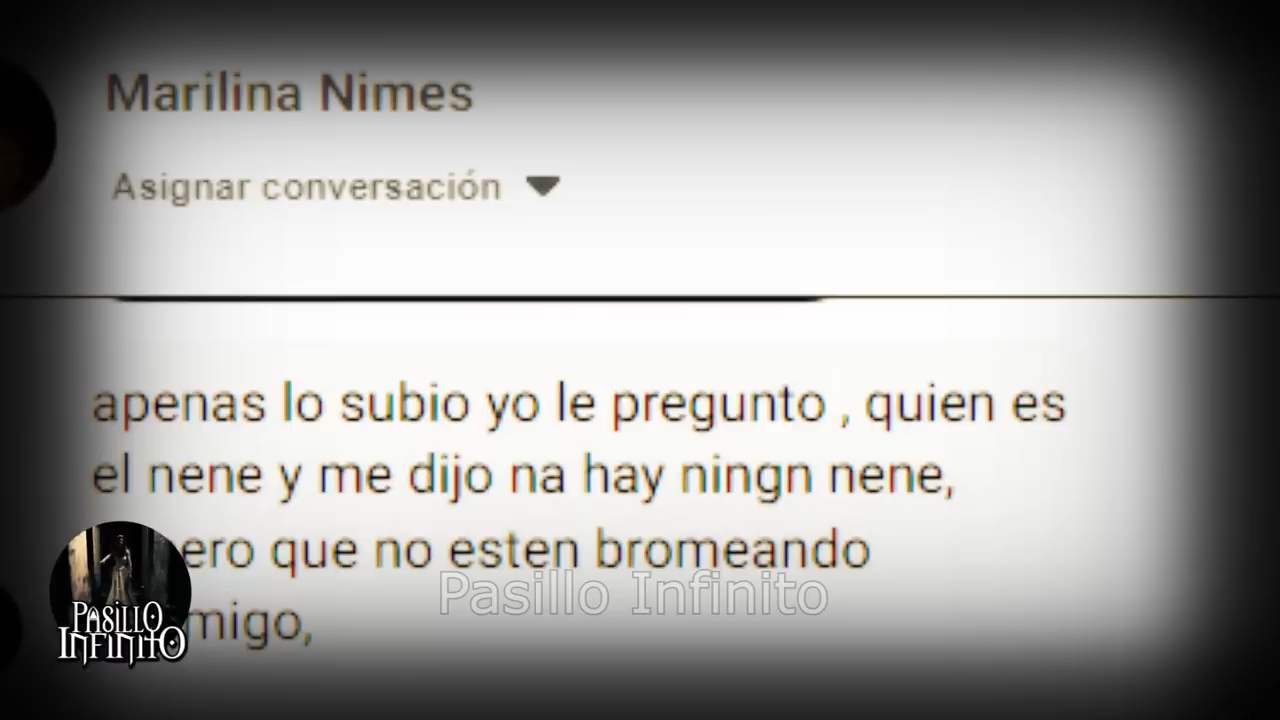 Marilina Nimes
Asignar conversación
apenas lo subio yo le pregunto , quien es
el nene y me dijo na hay ningn nene,
ero que no esten bromeando
migo,
Pasillo Infinito
PASILLO
INFINITO